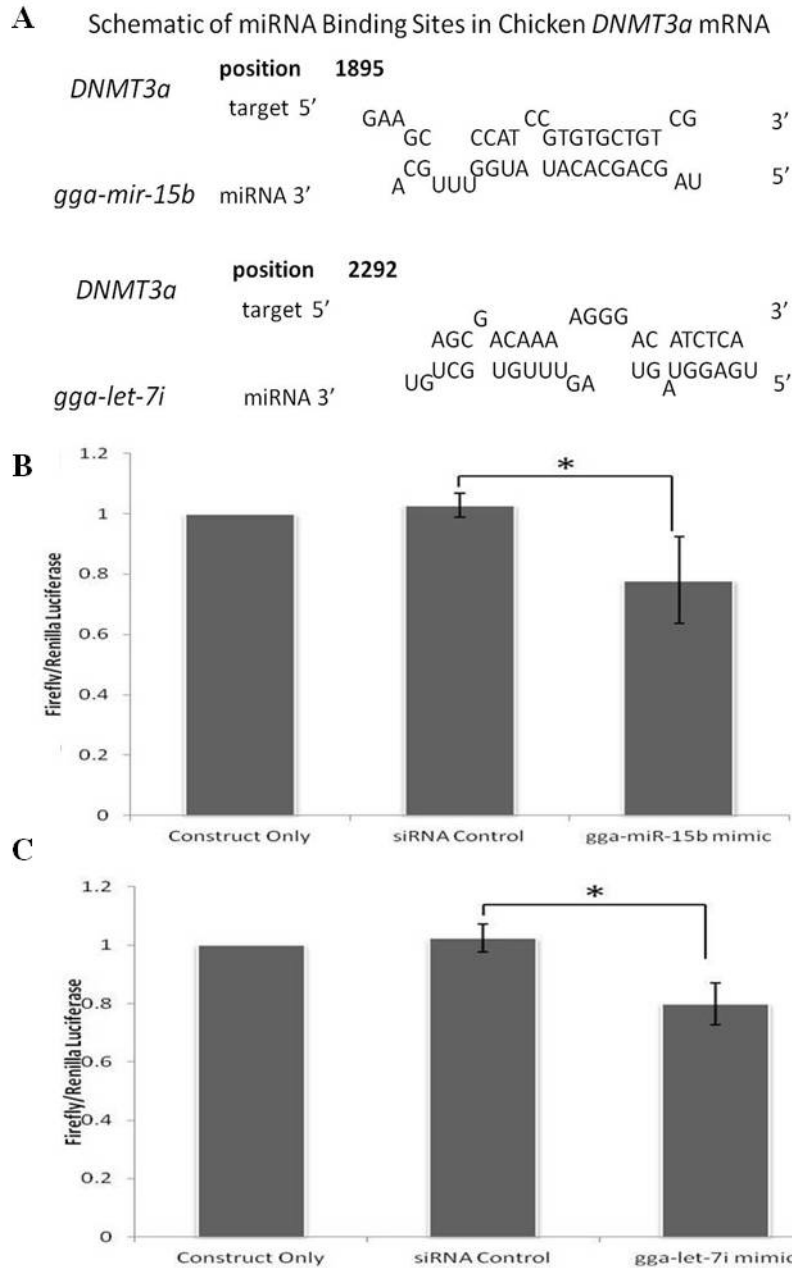 A
Schematic of miRNA Binding Sites in Chicken DNMT3a mRNA
DNMT3a
position 1895
target 5'
GAA CC CG 3'
GC CCAT GTGTGCTGT
gga-mir-15b
miRNA 3'
CG GGUA UACACGACG 5'
A UUU AU
DNMT3a
position 2292
target 5'
G AGGG 3'
AGC ACAAA AC ATCTCA
gga-let-7i
miRNA 3'
UCG UGUUU UG UGGAGU 5'
UG GA A
B
1.2
*
1
0.8
0.6
0.4
0.2
0
Firefly/Renilla Luciferase
Construct Only siRNA Control gga-miR-15b mimic
C
1.2
*
1
0.8
0.6
0.4
0.2
0
Firefly/Renilla Luciferase
Construct Only siRNA Control gga-let-7i mimic